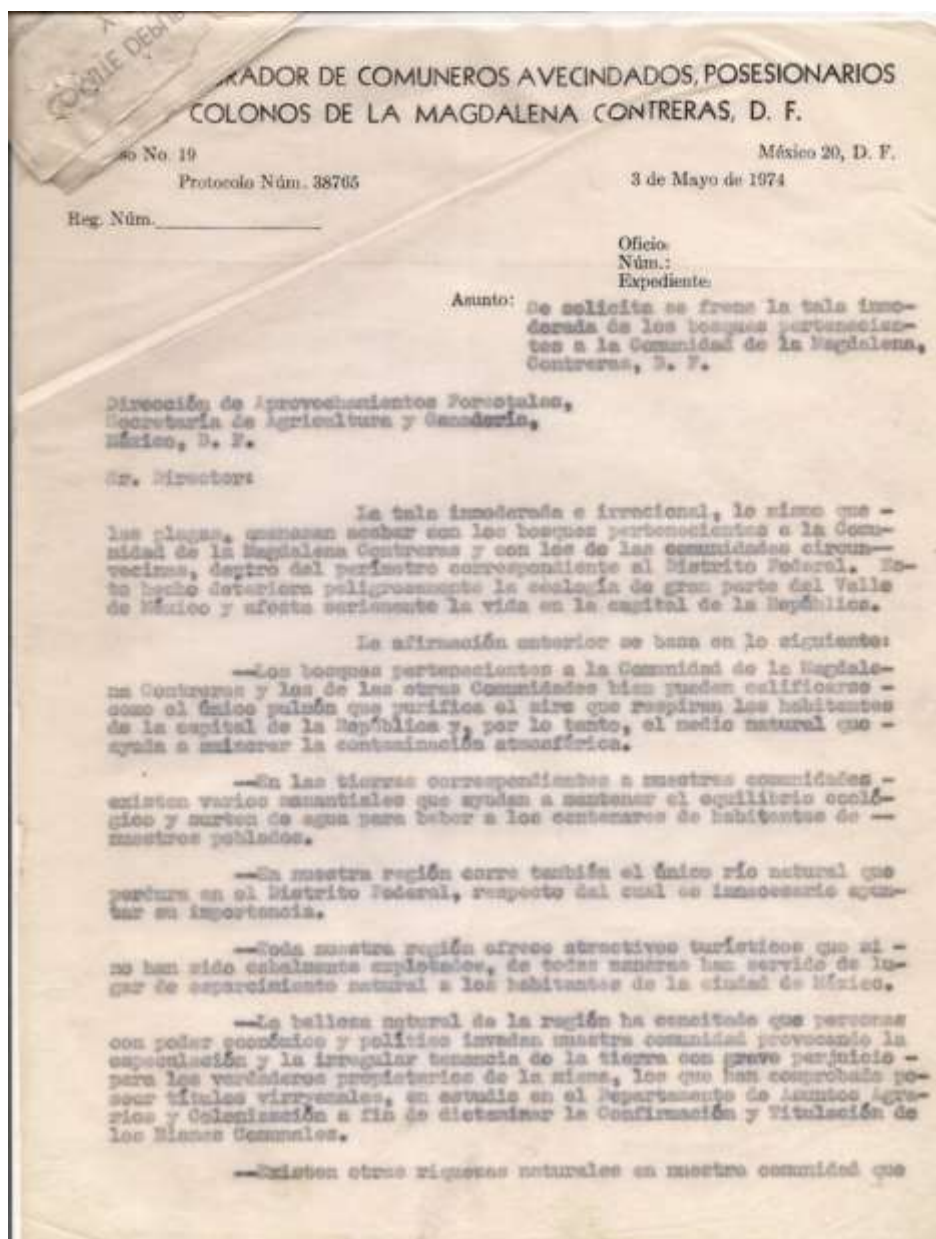 COLLE DEPTE
RADOR DE COMUNEROS AVECINDADOS, POSESIONARIOS
COLONOS DE LA MAGDALENA CONTRERAS, D. F.
so No. 19
México 20, D. F.
Protocolo Núm. 38765
3 de Mayo de 1974
Reg. Núm.
Oficio:
Núm.:
Expediente:
Asunto: Se solicita se frene la tala inmo-
derada de los bosques pertenecien-
tes a la Comunidad de la Magdalena,
Contreras, D. F.
Dirección de Aprovechamientos Forestales,
Secretaría de Agricultura y Ganadería,
México, D. F.
Sr. Director:
La tala inmoderada e irracional, lo mismo que -
las plagas, amenazan acabar con los bosques pertenecientes a la Comu-
nidad de la Magdalena Contreras y con los de las comunidades circun--
vecinas, dentro del perímetro correspondiente al Distrito Federal. Es-
te hecho deteriora peligrosamente la ecología de gran parte del Valle
de México y afecta seriamente la vida en la capital de la República.
La afirmación anterior se basa en lo siguiente:
--Los bosques pertenecientes a la Comunidad de la Magdale-
na Contreras y los de las otras Comunidades bien pueden calificarse -
como el único pulmón que purifica el aire que respiran los habitantes
de la capital de la República y, por lo tanto, el medio natural que -
ayuda a aminorar la contaminación atmosférica.
--En las tierras correspondientes a nuestras comunidades -
existen varios manantiales que ayudan a mantener el equilibrio ecoló-
gico y surten de agua para beber a los centenares de habitantes de --
nuestros poblados.
--En nuestra región corre también el único río natural que
perdura en el Distrito Federal, respecto del cual es innecesario apun-
tar su importancia.
--Toda nuestra región ofrece atractivos turísticos que si -
no han sido cabalmente explotados, de todas maneras han servido de lu-
gar de esparcimiento natural a los habitantes de la ciudad de México.
--La belleza natural de la región ha concitado que personas
con poder económico y político invadan nuestra comunidad provocando la
especulación y la irregular tenencia de la tierra con grave perjuicio -
para los verdaderos propietarios de la misma, los que han comprobado po-
seer títulos virreynales, en estudio en el Departamento de Asuntos Agra-
rios y Colonización a fin de dictaminar la Confirmación y Titulación de
los Bienes Comunales.
--Existen otras riquezas naturales en nuestra comunidad que